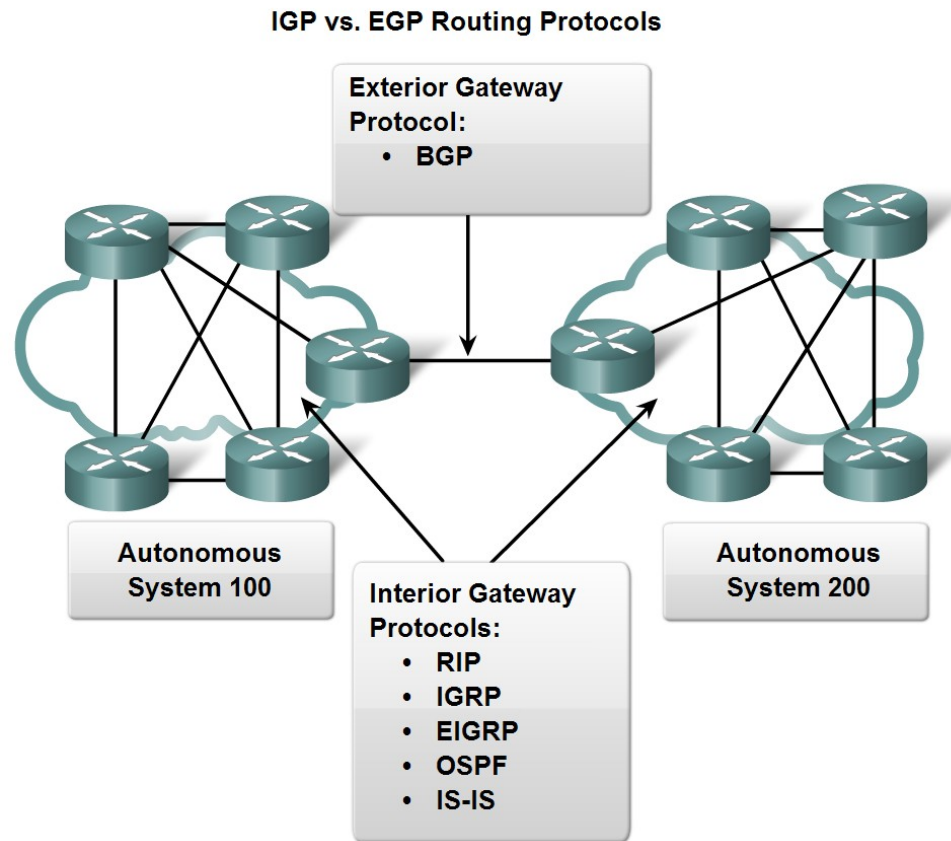 IGP vs. EGP Routing Protocols
Exterior Gateway
Protocol:
• BGP
Autonomous
System 100
Autonomous
System 200
Interior Gateway
Protocols:
• RIP
• IGRP
• EIGRP
• OSPF
• IS-IS